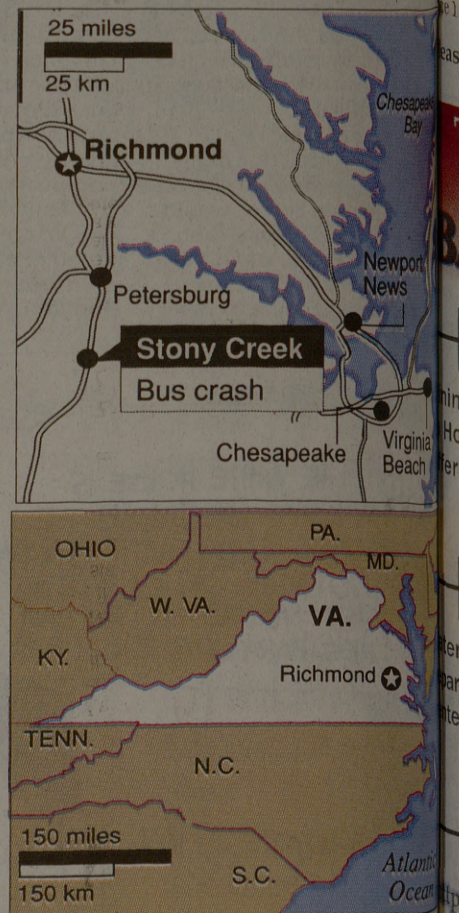 25 miles
25 km
Chesapeake
Bay
Richmond
Newport
News
Petersburg
Stony Creek
Bus crash
Chesapeake
Virginia
Beach
OHIO
PA.
MD.
W. VA.
VA.
KY.
Richmond
TENN.
N.C.
150 miles
150 km
S.C.
Atlantic
Ocean